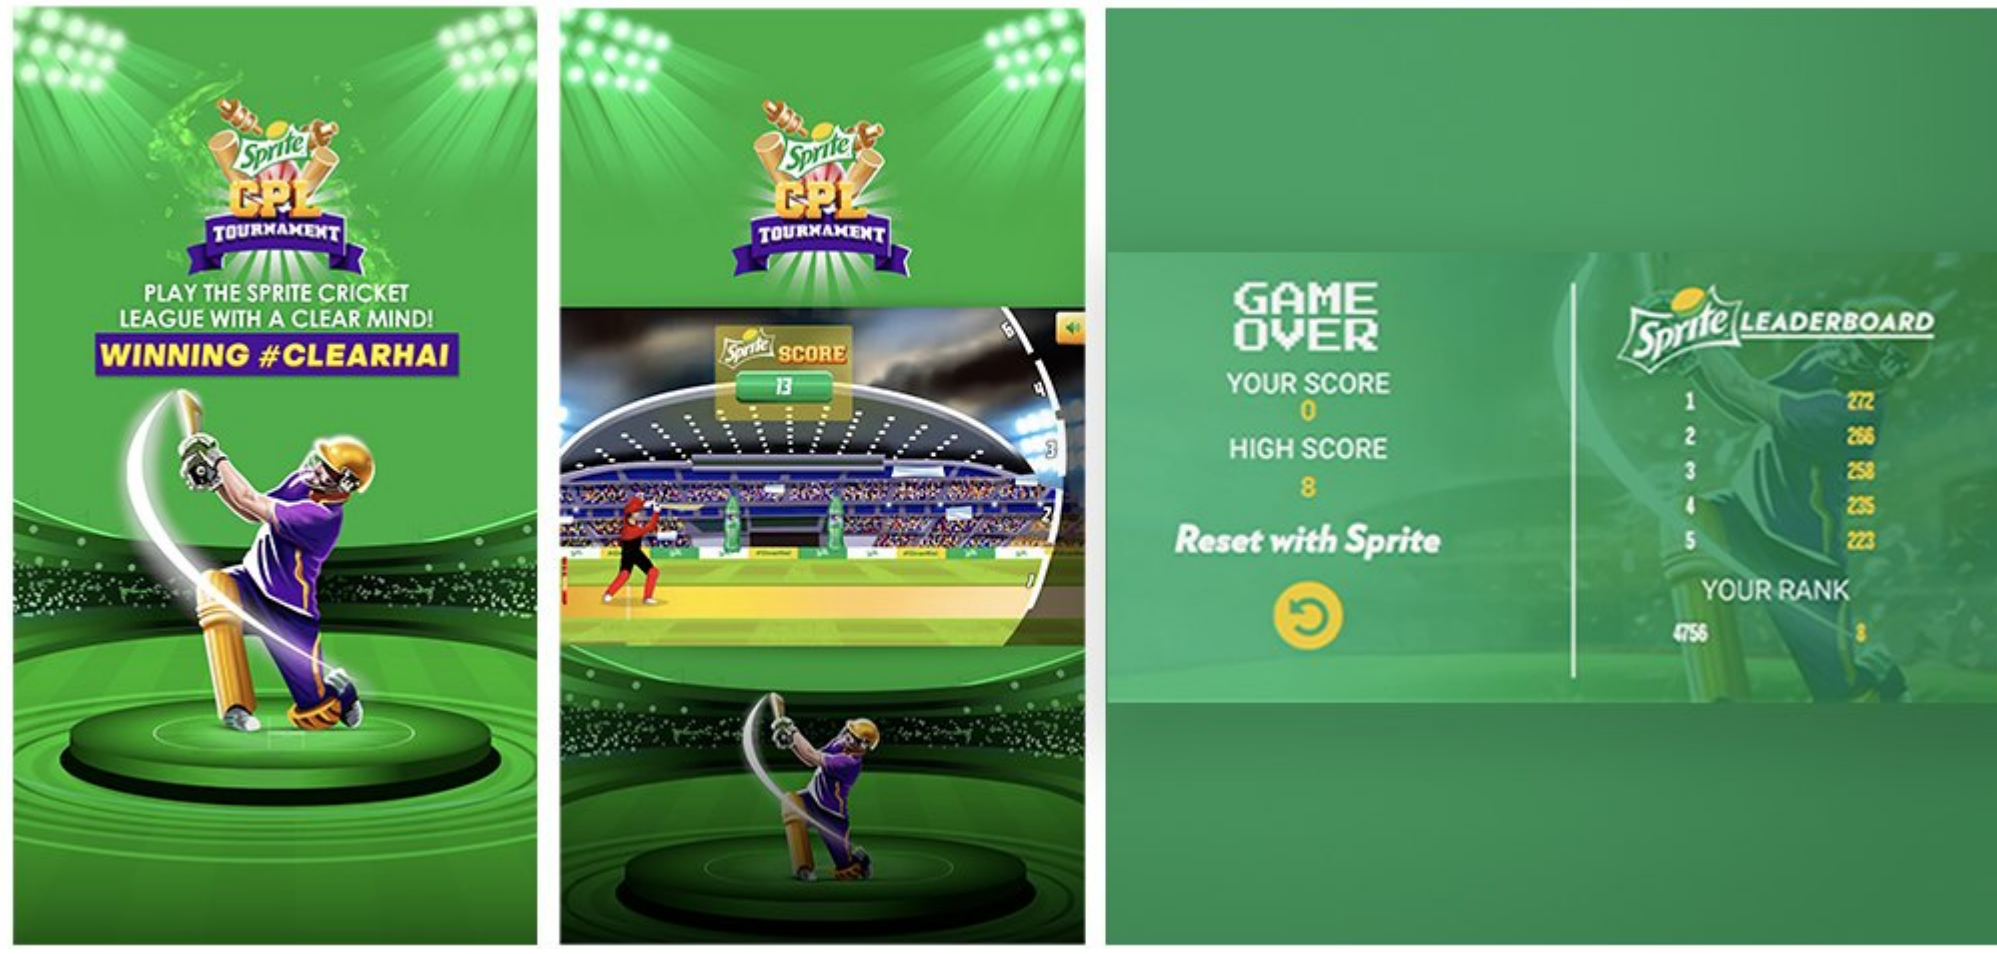 Sprite
CPL
TOURNAMENT
PLAY THE SPRITE CRICKET
LEAGUE WITH A CLEAR MIND!
WINNING #CLEARHAI
Sprite
CPL
TOURNAMENT
Sprite SCORE
13
5
4
3
2
1
GAME
OVER
YOUR SCORE
0
HIGH SCORE
8
Reset with Sprite
Sprite LEADERBOARD
1 272
2 266
3 258
4 235
5 223
YOUR RANK
4756 8